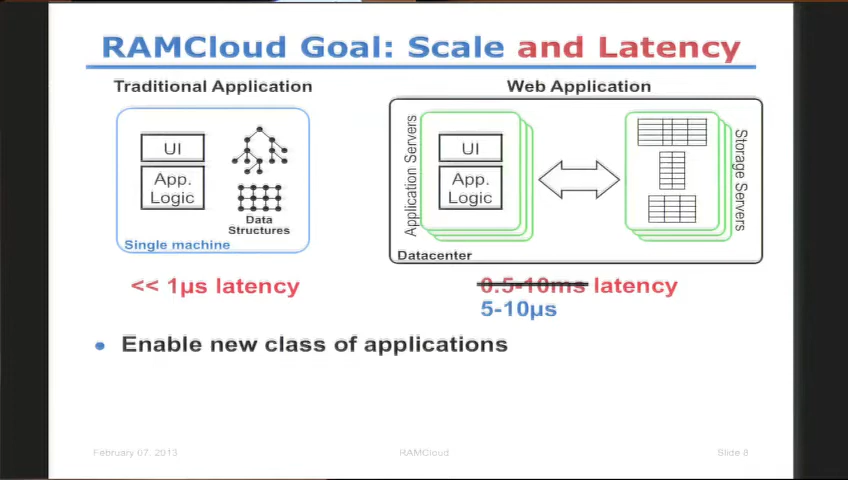 RAMCloud Goal: Scale and Latency
Traditional Application
UI
App.
Logic
Data
Structures
Single machine
<< 1µs latency
Web Application
Application Servers
UI
App.
Logic
Storage Servers
Datacenter
0.5-10ms latency
5-10µs
• Enable new class of applications
February 07, 2013
RAMCloud
Slide 8